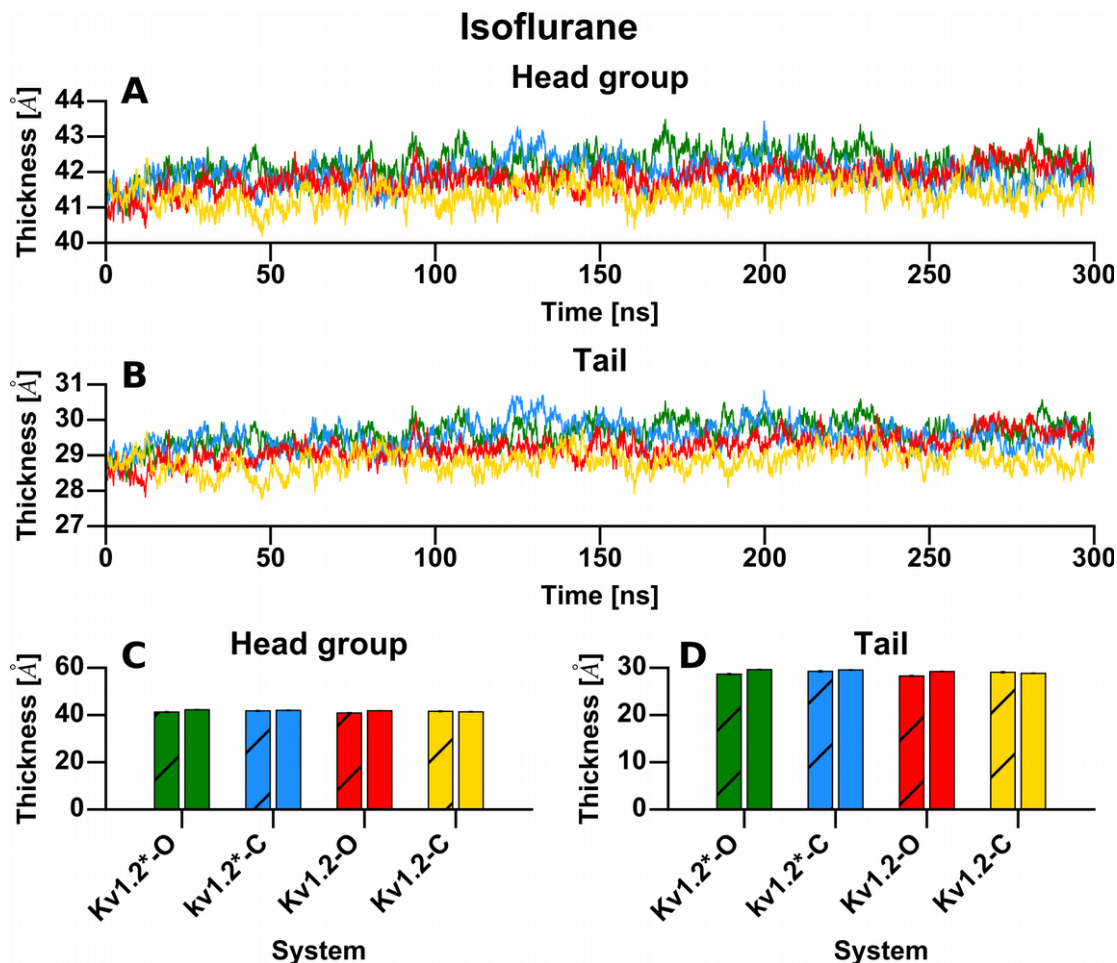 Isoflurane
A
Head group
Thickness [Å]
44
43
42
41
40
0 50 100 150 200 250 300
Time [ns]
B
Tail
Thickness [Å]
31
30
29
28
27
0 50 100 150 200 250 300
Time [ns]
C
Head group
Thickness [Å]
60
40
20
0
Kv1.2*-O
kv1.2*-C
Kv1.2-O
Kv1.2-C
System
D
Tail
Thickness [Å]
30
20
10
0
Kv1.2*-O
kv1.2*-C
Kv1.2-O
Kv1.2-C
System